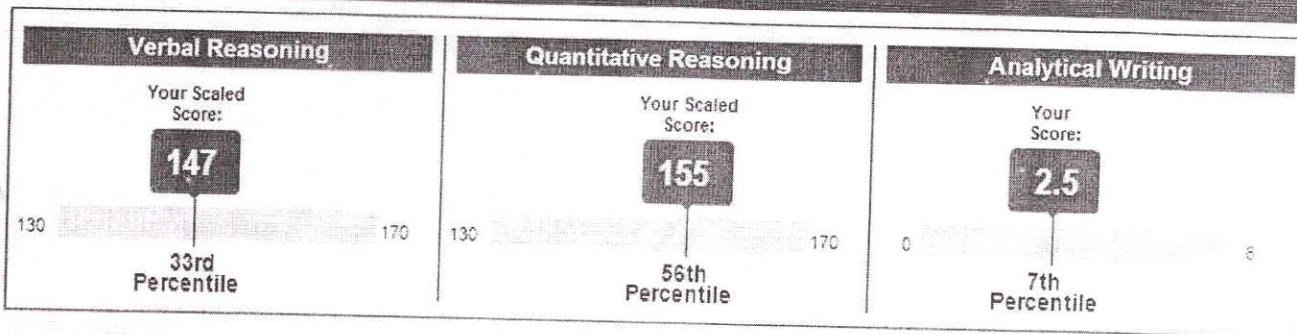 Verbal Reasoning
Your Scaled
Score:
147
130
170
33rd
Percentile
Quantitative Reasoning
Your Scaled
Score:
155
130
170
56th
Percentile
Analytical Writing
Your
Score:
2.5
0
6
7th
Percentile